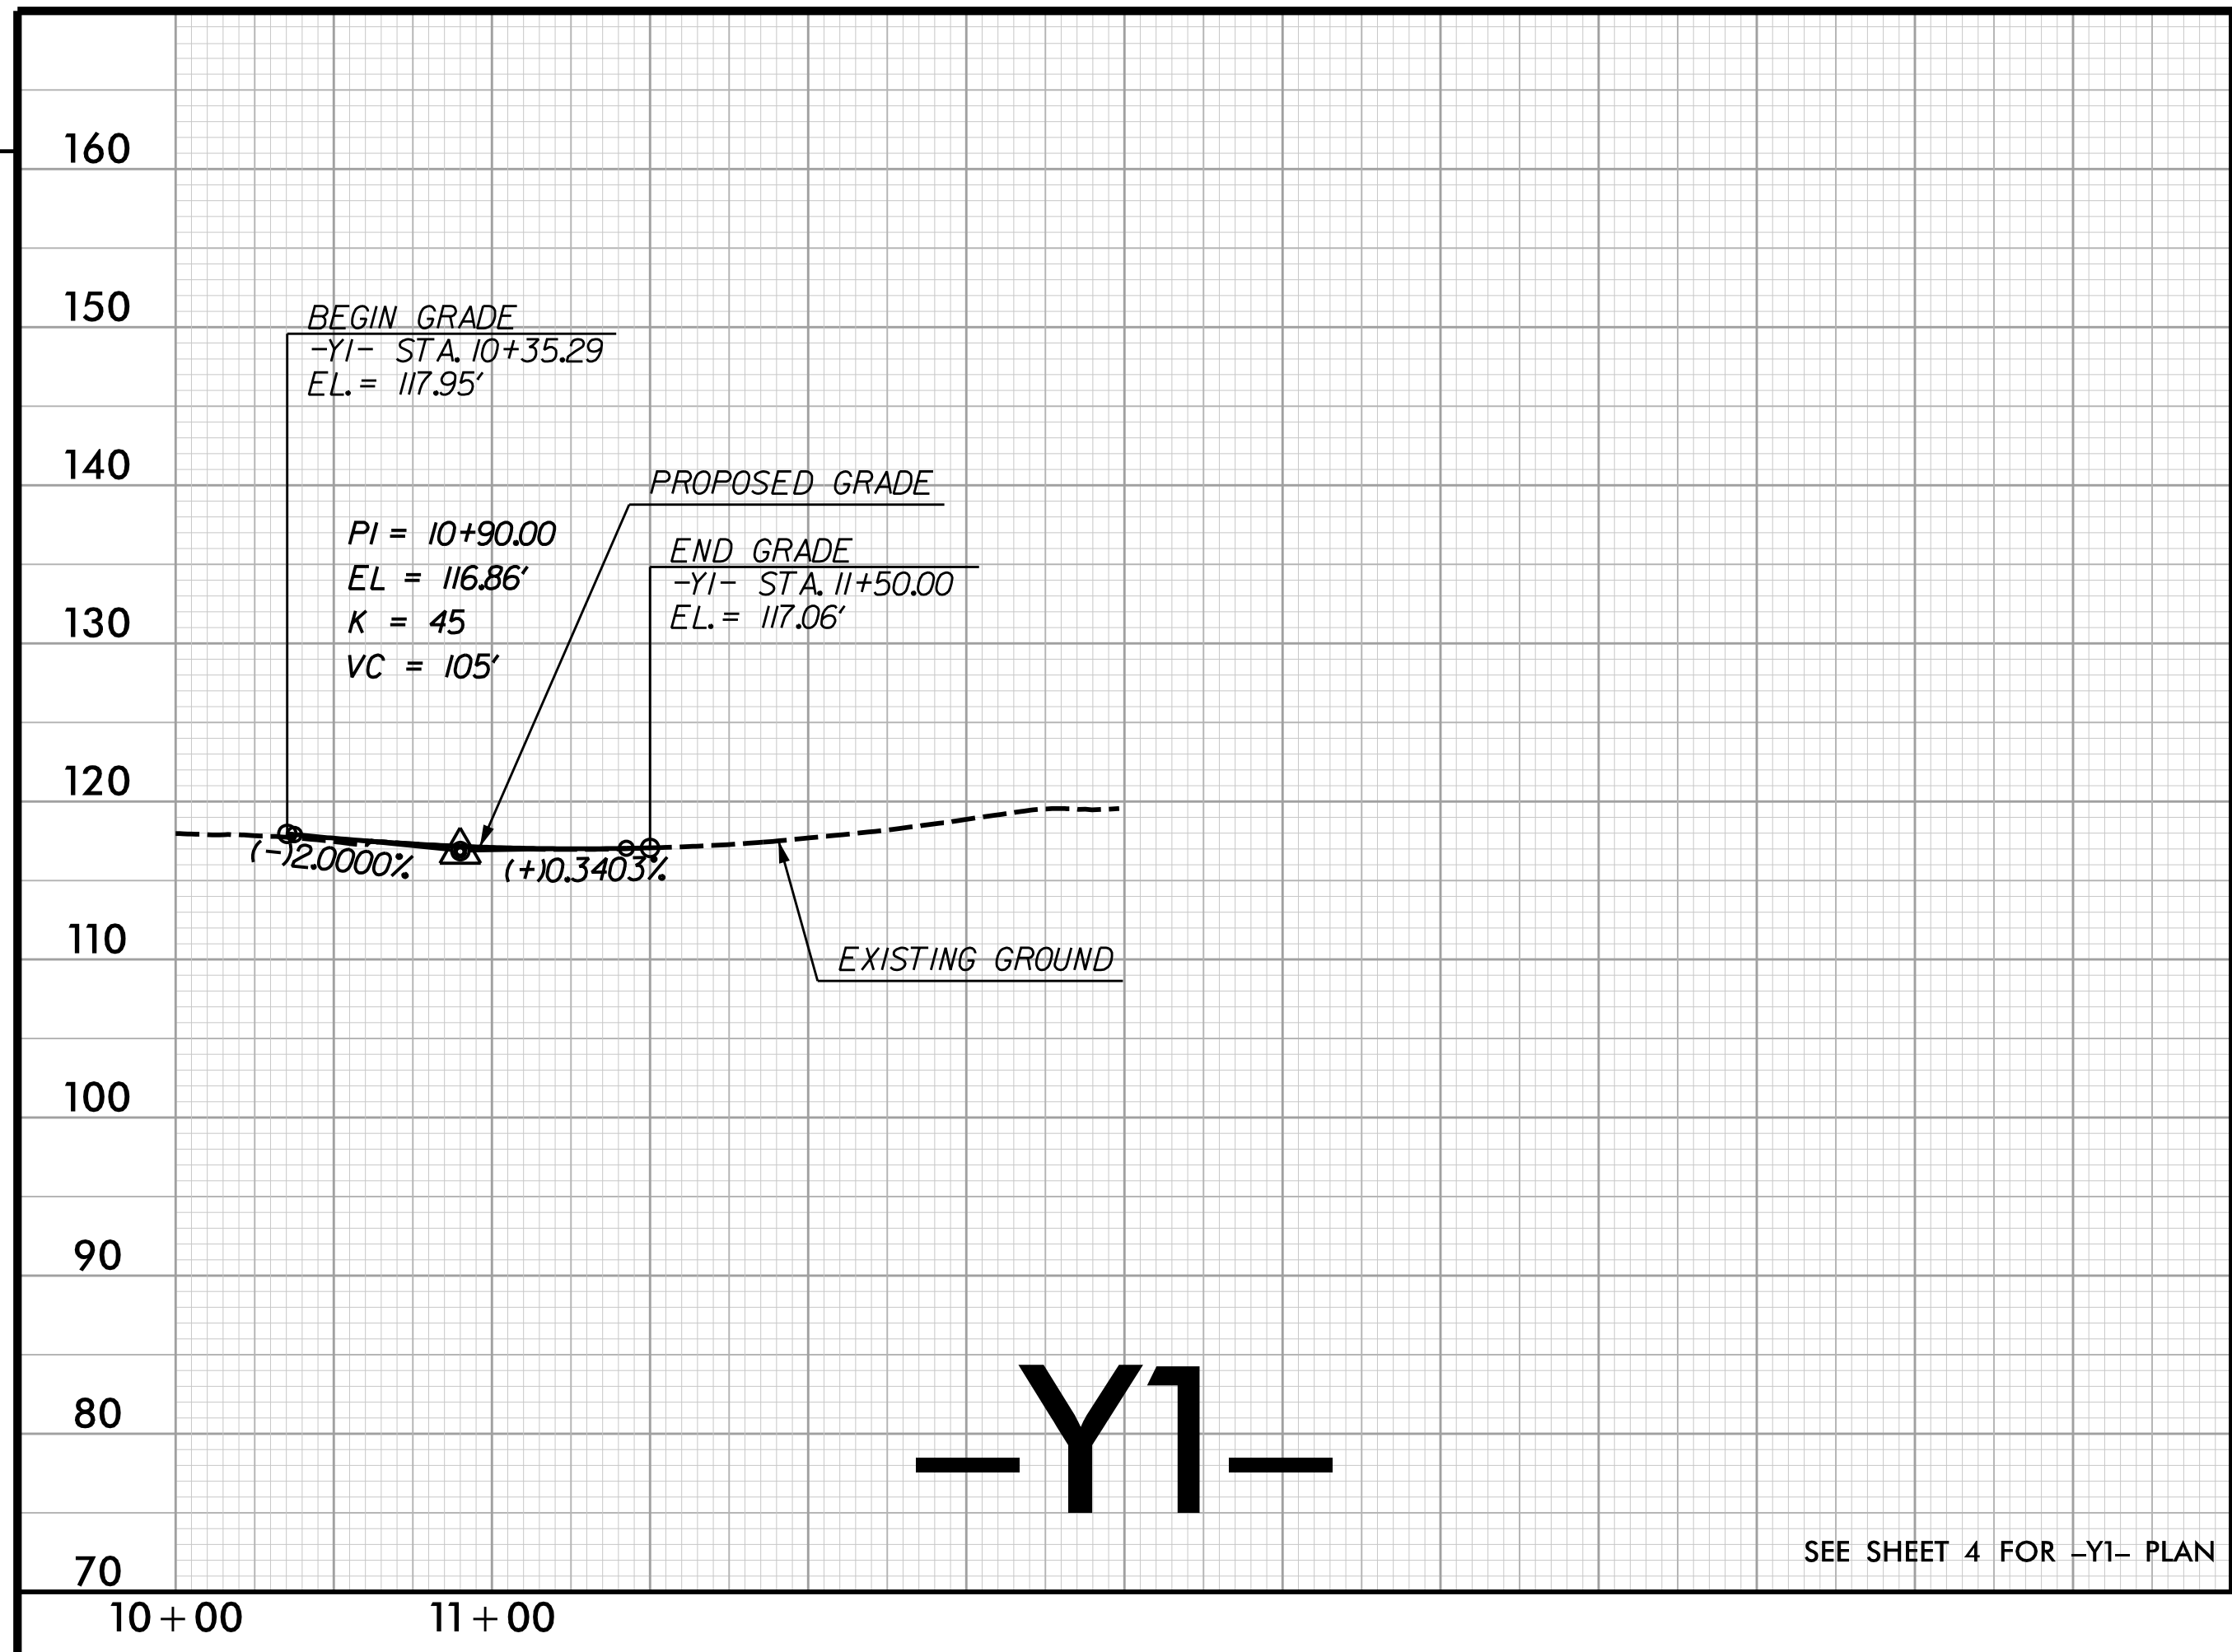 160
150
140
130
120
110
100
90
80
70
BEGIN GRADE
-Y1- STA. 10+35.29
EL. = 117.95'
PI = 10+90.00
EL = 116.86'
K = 45
VC = 105'
PROPOSED GRADE
END GRADE
-Y1- STA. 11+50.00
EL. = 117.06'
(-)2.0000%
(+)0.3403%
EXISTING GROUND
-Y1-
SEE SHEET 4 FOR -Y1- PLAN
10+00
11+00